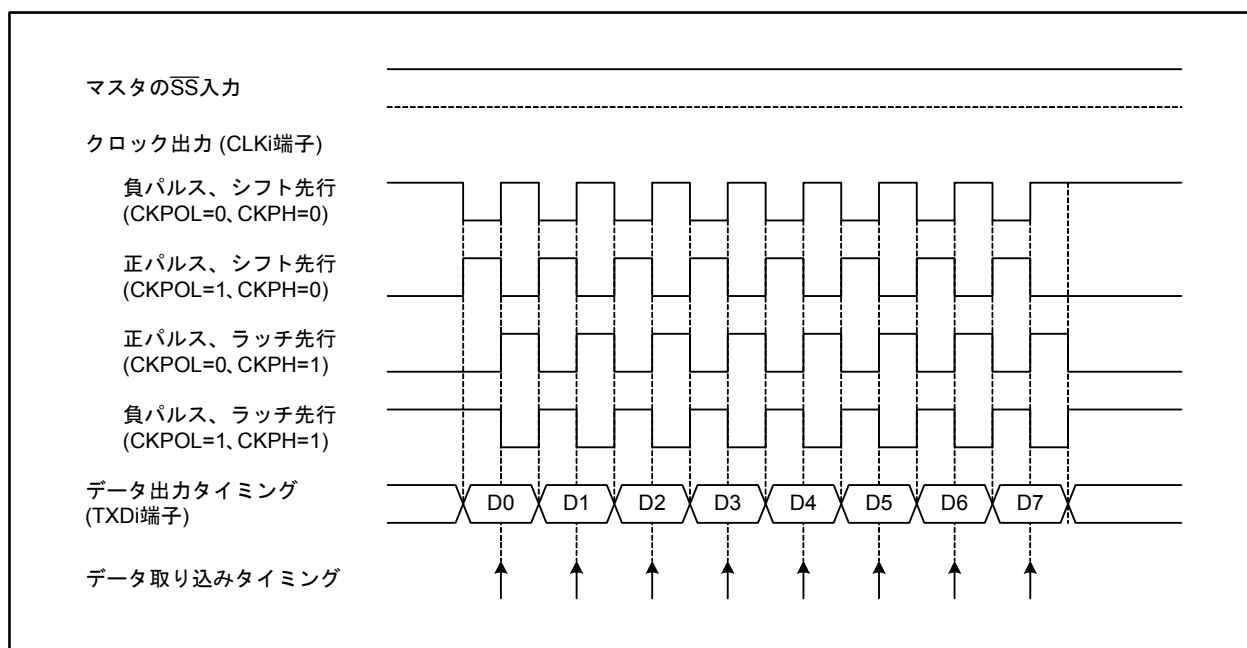 マスタのS̅S̅入力
クロック出力 (CLKi端子)
負パルス、シフト先行
(CKPOL=0、CKPH=0)
正パルス、シフト先行
(CKPOL=1、CKPH=0)
正パルス、ラッチ先行
(CKPOL=0、CKPH=1)
負パルス、ラッチ先行
(CKPOL=1、CKPH=1)
データ出力タイミング
(TXDi端子)
D0 D1 D2 D3 D4 D5 D6 D7
データ取り込みタイミング